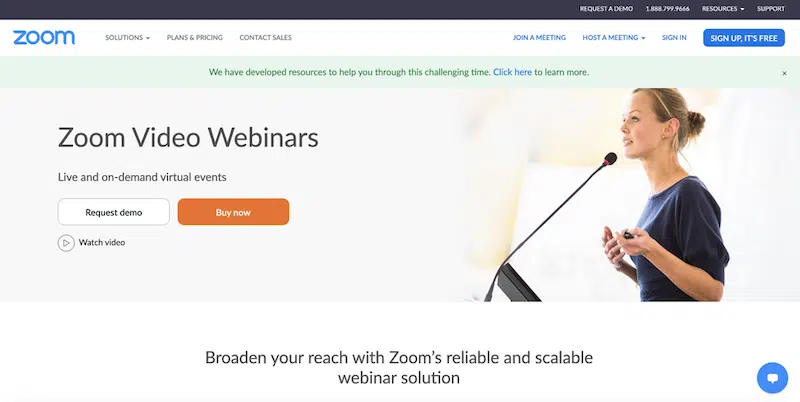 REQUEST A DEMO 1.888.799.9666 RESOURCES SUPPORT
zoom SOLUTIONS PLANS & PRICING CONTACT SALES JOIN A MEETING HOST A MEETING SIGN IN SIGN UP, IT'S FREE
We have developed resources to help you through this challenging time. Click here to learn more. ×
Zoom Video Webinars
Live and on-demand virtual events
Request demo Buy now
Watch video
Broaden your reach with Zoom's reliable and scalable
webinar solution